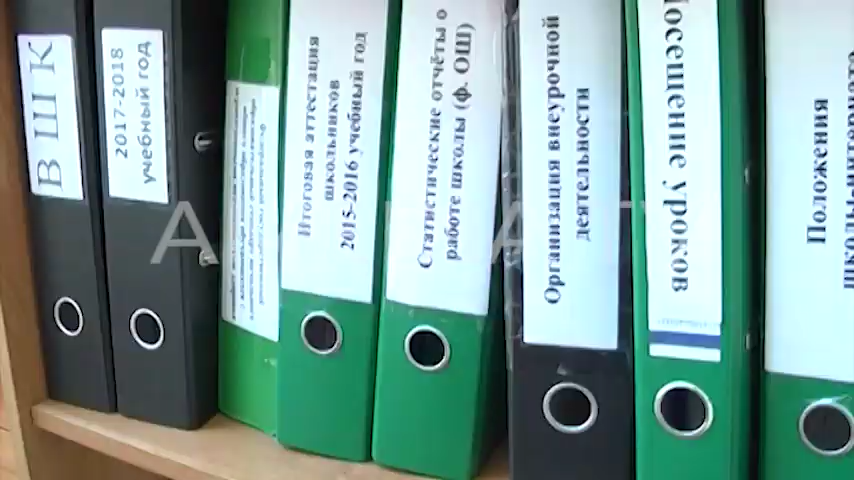 В Ш К
2017-2018
учебный год
Итоговая аттестация
школьников
2015-2016 учебный год
Статистические отчёты о
работе школы (ф. ОШ)
Организация внеурочной
деятельности
Посещение уроков
Положения
школы-интерната